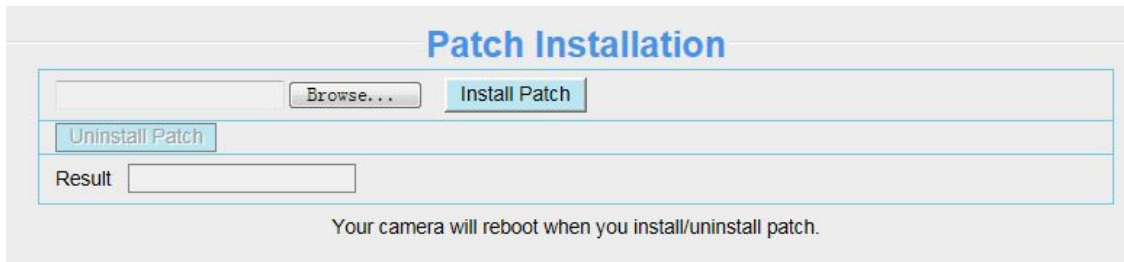 Patch Installation
Browse... Install Patch
Uninstall Patch
Result
Your camera will reboot when you install/uninstall patch.